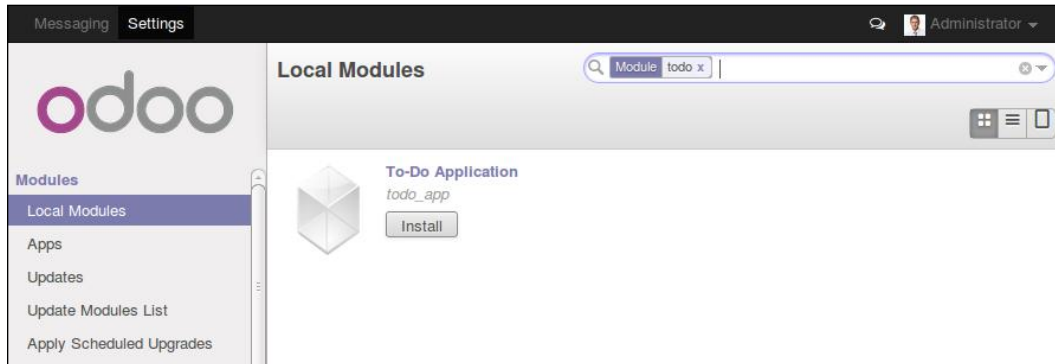 Messaging Settings Administrator
odoo
Local Modules
Module todo x
Modules
Local Modules
Apps
Updates
Update Modules List
Apply Scheduled Upgrades
To-Do Application
todo_app
Install